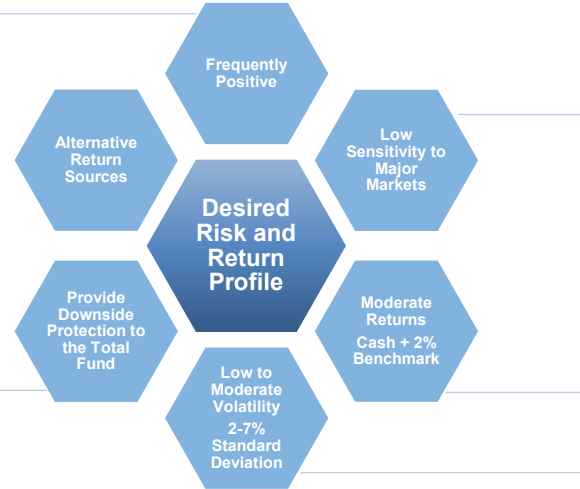 Frequently
Positive
Alternative
Return
Sources
Low
Sensitivity to
Major
Markets
Desired
Risk and
Return
Profile
Provide
Downside
Protection to
the Total
Fund
Moderate
Returns
Cash + 2%
Benchmark
Low to
Moderate
Volatility
2-7%
Standard
Deviation